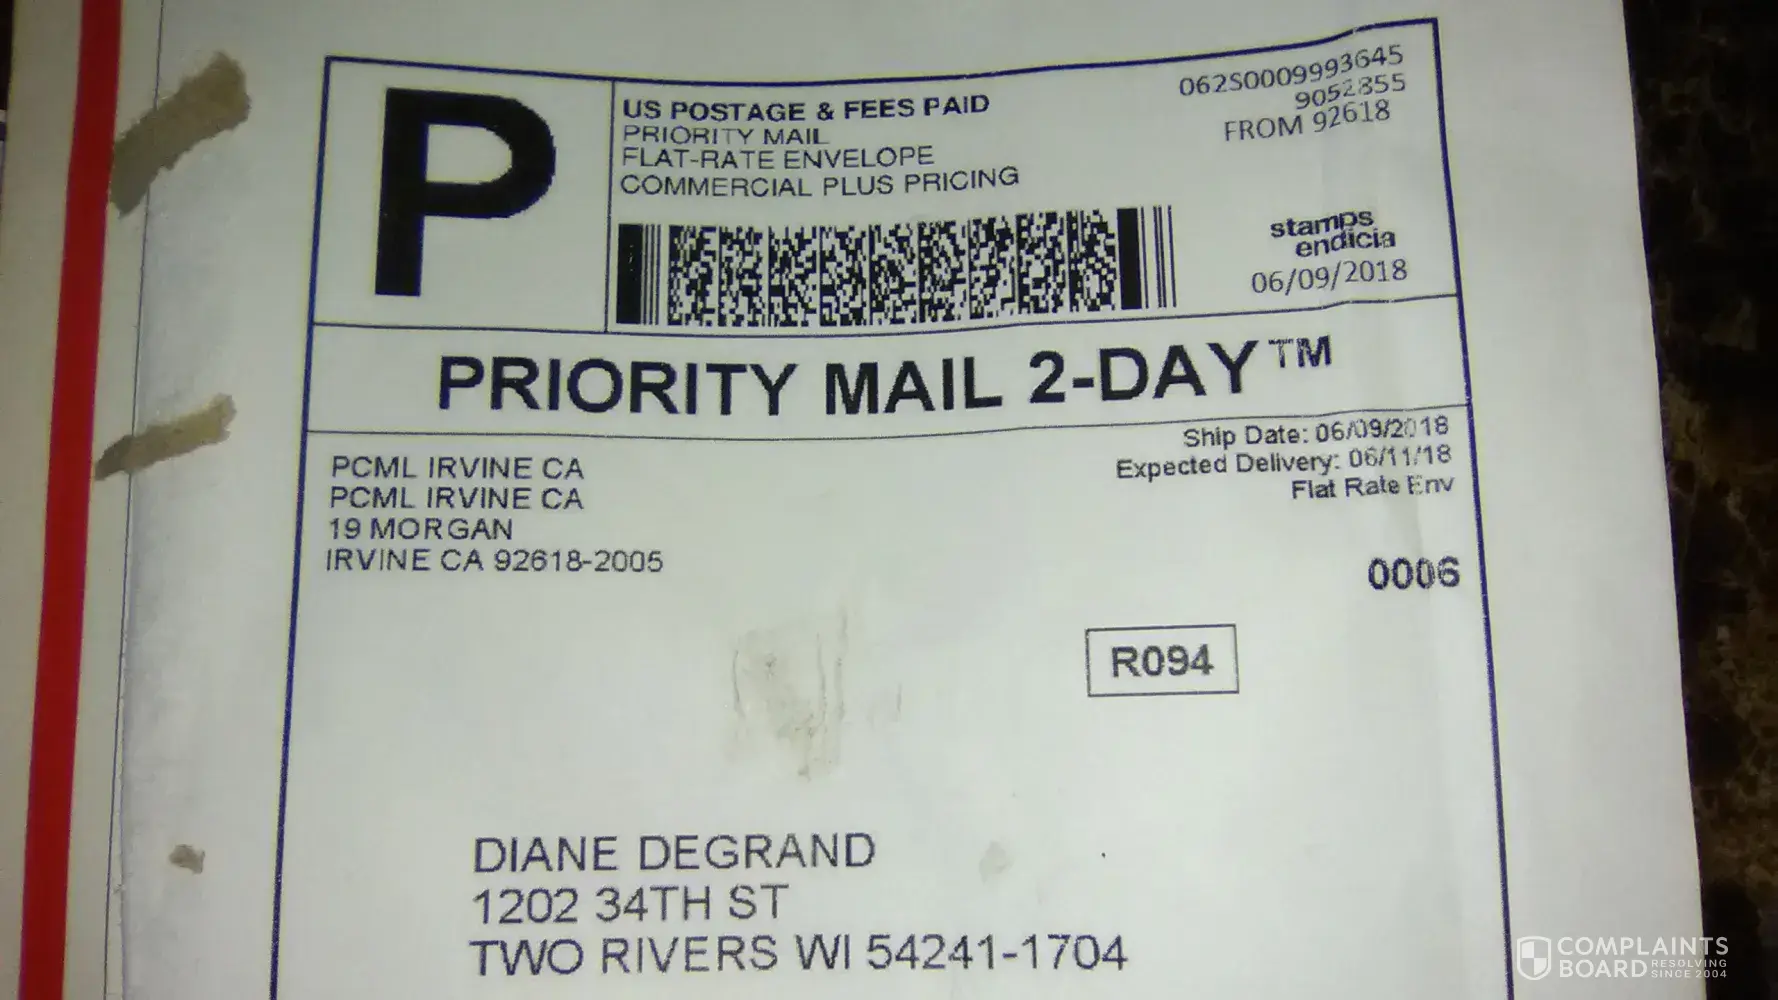 P
US POSTAGE & FEES PAID
PRIORITY MAIL
FLAT-RATE ENVELOPE
COMMERCIAL PLUS PRICING
062S0009993645
9052855
FROM 92618
stamps
endicia
06/09/2018
PRIORITY MAIL 2-DAY™
Ship Date: 06/09/2018
Expected Delivery: 06/11/18
Flat Rate Env
PCML IRVINE CA
PCML IRVINE CA
19 MORGAN
IRVINE CA 92618-2005
0006
R094
DIANE DEGRAND
1202 34TH ST
TWO RIVERS WI 54241-1704
COMPLAINTS
BOARD RESOLVING
SINCE 2004